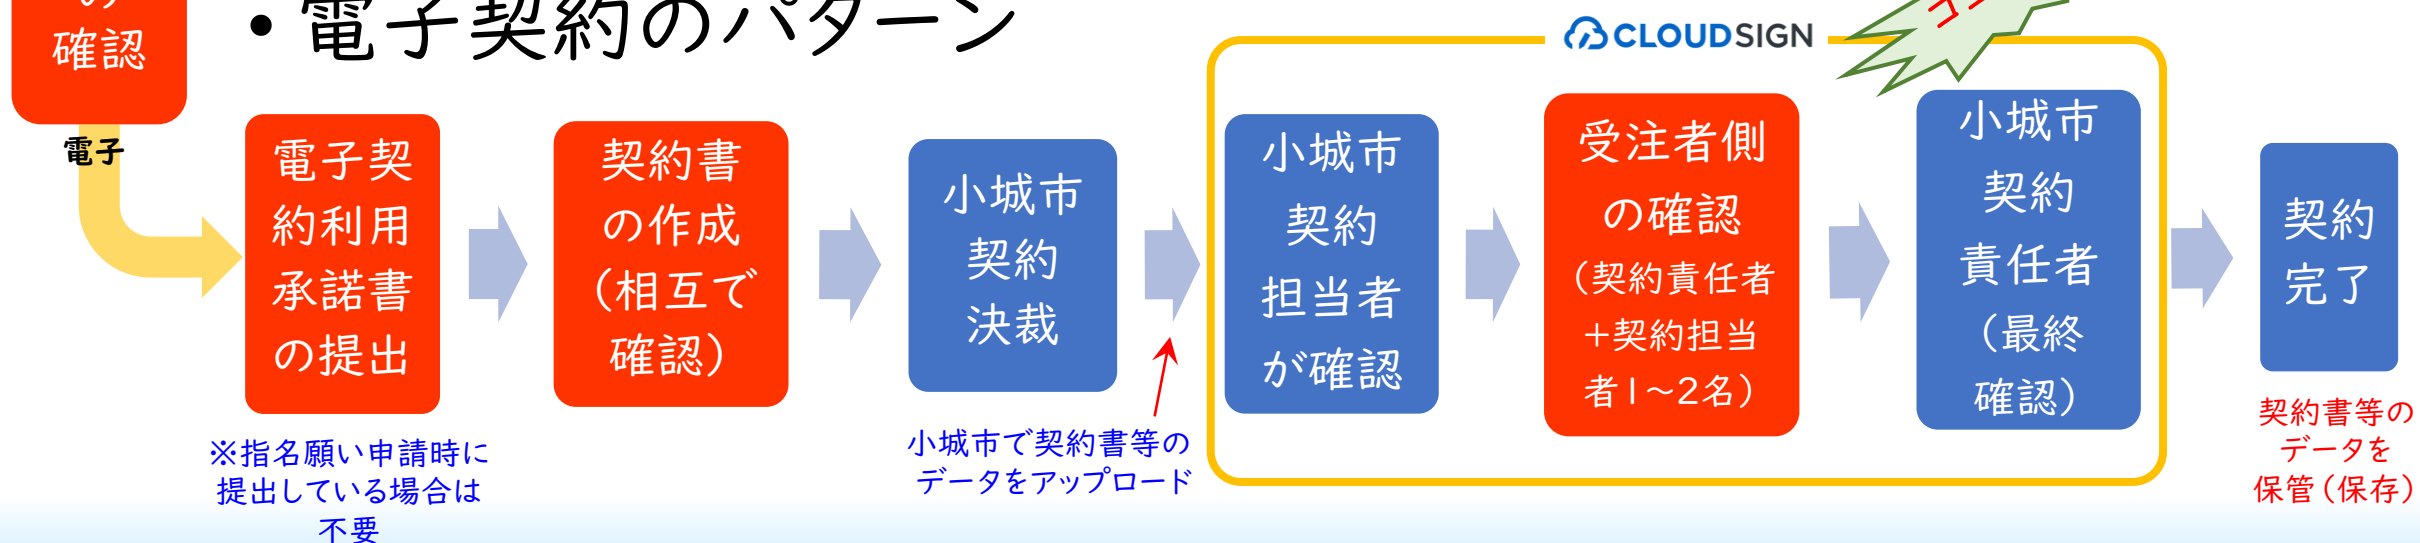 確認
・電子契約のパターン
CLOUDSIGN
電子
電子契
約利用
承諾書
の提出
※指名願い申請時に
提出している場合は
不要
契約書
の作成
(相互で
確認)
小城市
契約
決裁
小城市で契約書等の
データをアップロード
小城市
契約
担当者
が確認
受注者側
の確認
(契約責任者
+契約担当
者1~2名)
小城市
契約
責任者
(最終
確認)
契約
完了
契約書等の
データを
保管(保存)